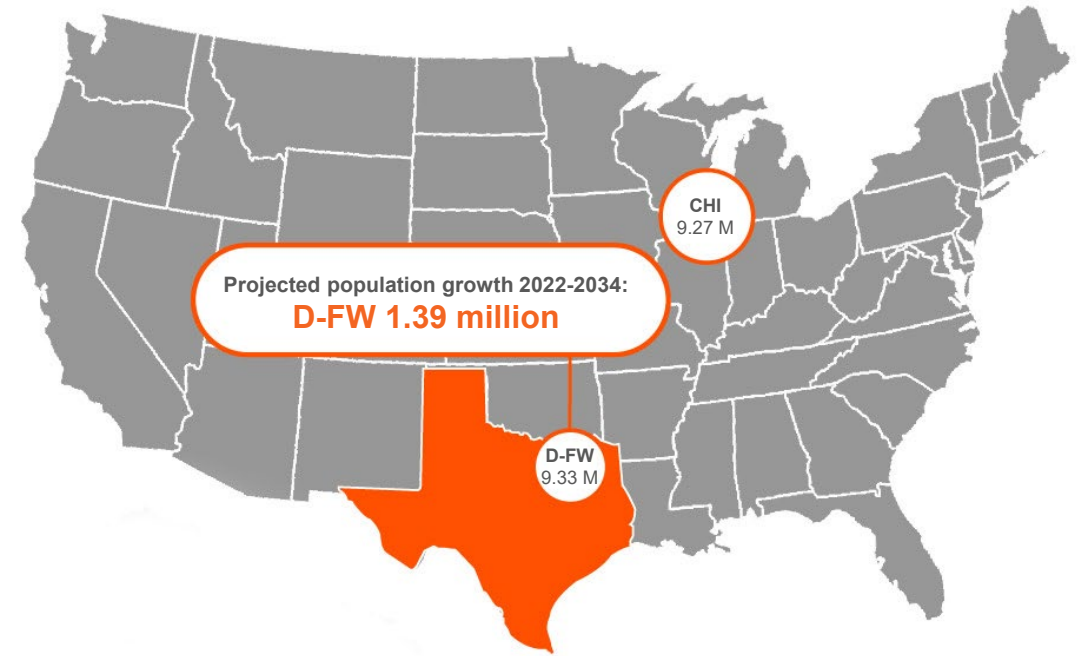 CHI
9.27 M
Projected population growth 2022-2034:
D-FW 1.39 million
D-FW
9.33 M